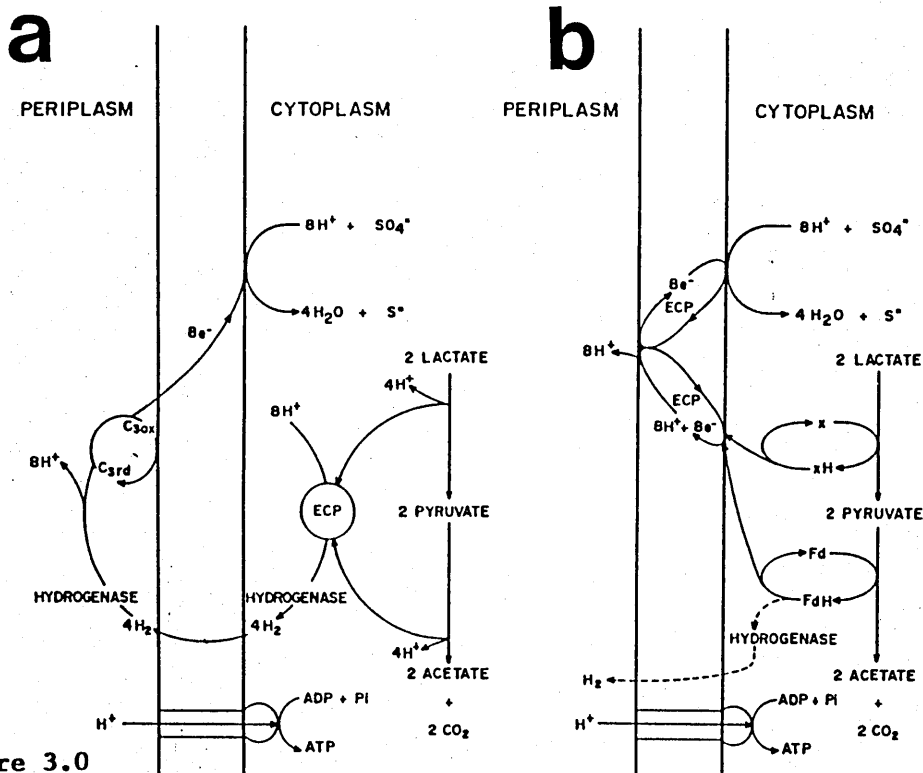 a
PERIPLASM
CYTOPLASM
8H⁺ + SO₄⁼
4H₂O + S⁼
8e⁻
2 LACTATE
4H⁺
8H⁺
C₃ox
C₃rd
8H⁺
ECP
2 PYRUVATE
HYDROGENASE
HYDROGENASE
4H₂
4H₂
4H⁺
2 ACETATE
+
2 CO₂
H⁺
ADP + Pi
ATP
b
PERIPLASM
CYTOPLASM
8H⁺ + SO₄⁼
8e⁻
ECP
4H₂O + S⁼
8H⁺
2 LACTATE
ECP
8H⁺ + 8e⁻
x
xH
2 PYRUVATE
Fd
FdH
HYDROGENASE
H₂
2 ACETATE
+
2 CO₂
H⁺
ADP + Pi
ATP
re 3.0